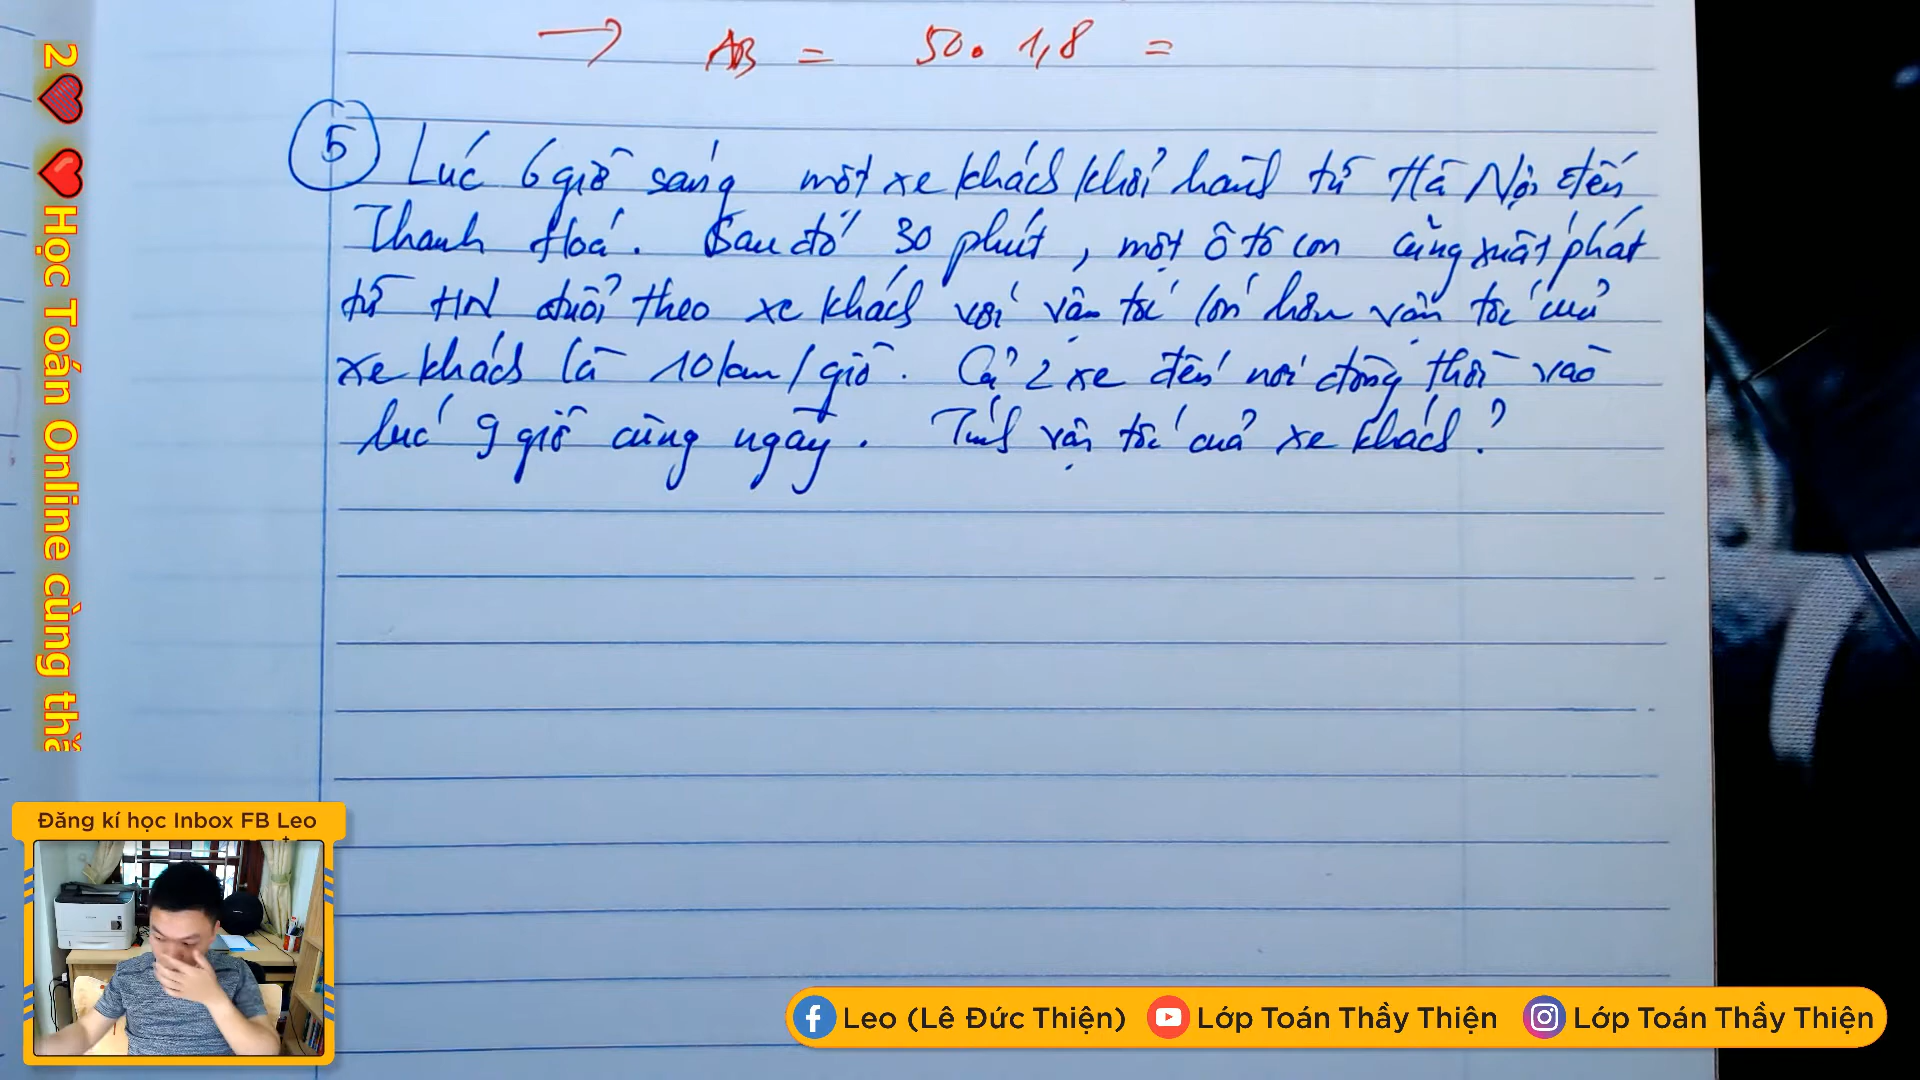 → AB = 50. 1,8 =
5 Lúc 6 giờ sáng một xe khách khởi hành từ Hà Nội đến
Thanh Hoá. Sau đó 30 phút, một ô tô con cũng xuất phát
từ HN đuổi theo xe khách với vận tốc lớn hơn vận tốc của
xe khách là 10km/giờ. Cả 2 xe đến nơi đồng thời vào
lúc 9 giờ cùng ngày. Tính vận tốc của xe khách?
2❤️ ❤️Học Toán Online cùng
Đăng kí học Inbox FB Leo
Leo (Lê Đức Thiện) Lớp Toán Thầy Thiện Lớp Toán Thầy Thiện